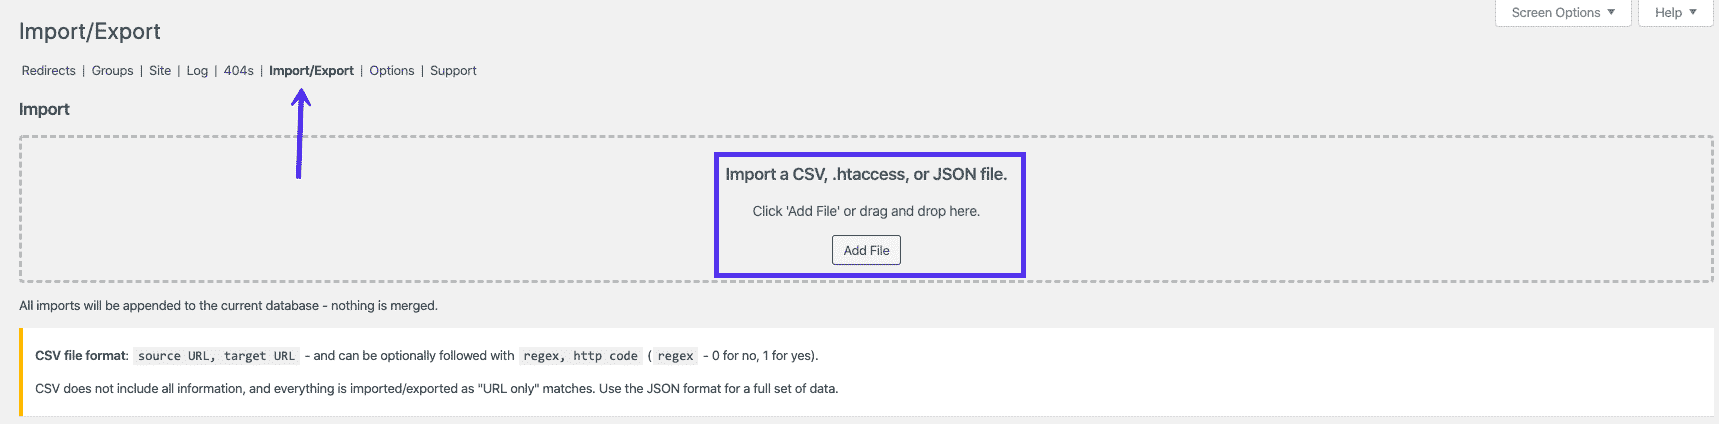 Screen Options ▼ Help ▼
Import/Export
Redirects | Groups | Site | Log | 404s | Import/Export | Options | Support
Import
Import a CSV, .htaccess, or JSON file.
Click 'Add File' or drag and drop here.
Add File
All imports will be appended to the current database - nothing is merged.
CSV file format: source URL, target URL - and can be optionally followed with regex, http code (regex - 0 for no, 1 for yes).
CSV does not include all information, and everything is imported/exported as "URL only" matches. Use the JSON format for a full set of data.